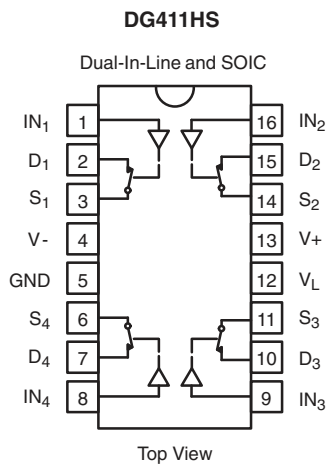 DG411HS
Dual-In-Line and SOIC
IN1 1 16 IN2
D1 2 15 D2
S1 3 14 S2
V- 4 13 V+
GND 5 12 VL
S4 6 11 S3
D4 7 10 D3
IN4 8 9 IN3
Top View